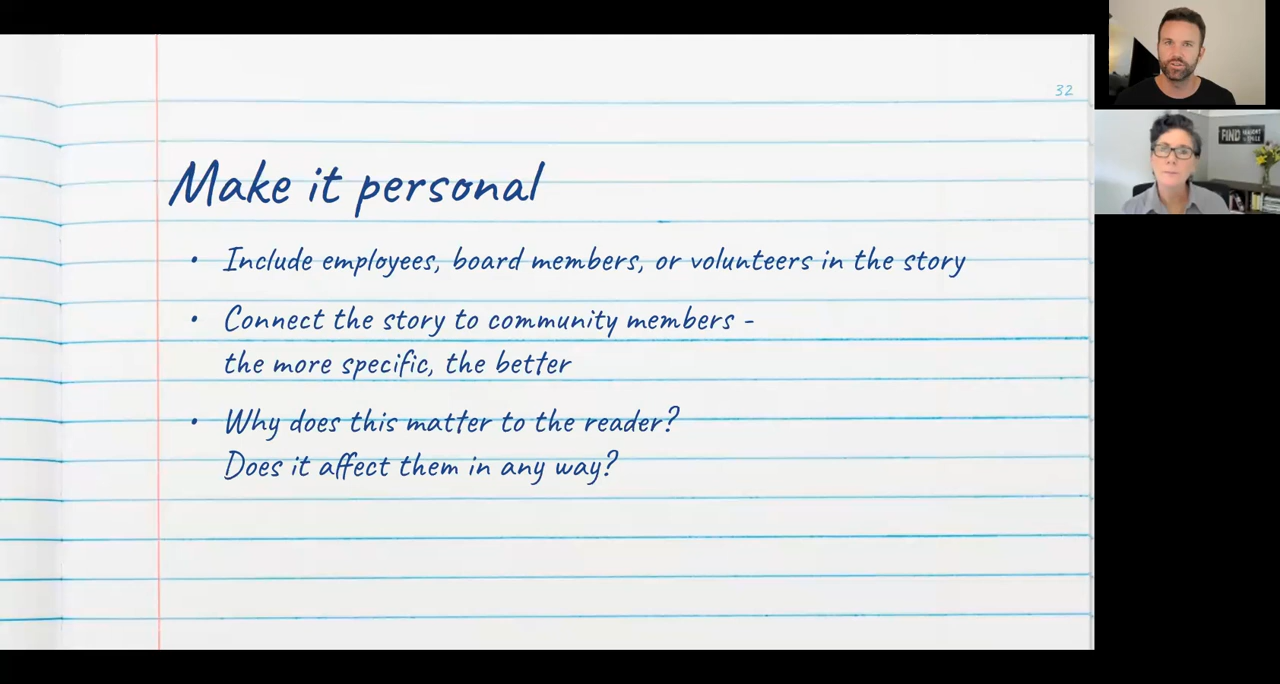 32
Make it personal
• Include employees, board members, or volunteers in the story
• Connect the story to community members -
the more specific, the better
• Why does this matter to the reader?
Does it affect them in any way?
FIND